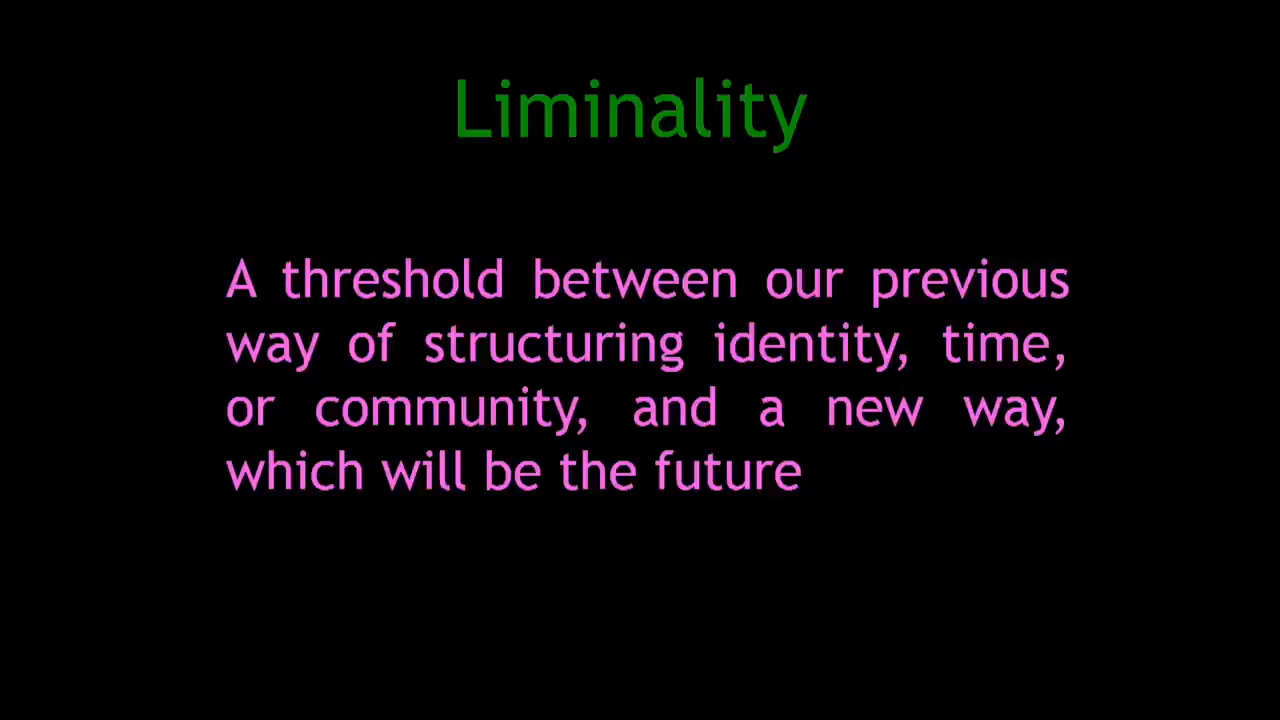 Liminality
A threshold between our previous
way of structuring identity, time,
or community, and a new way,
which will be the future